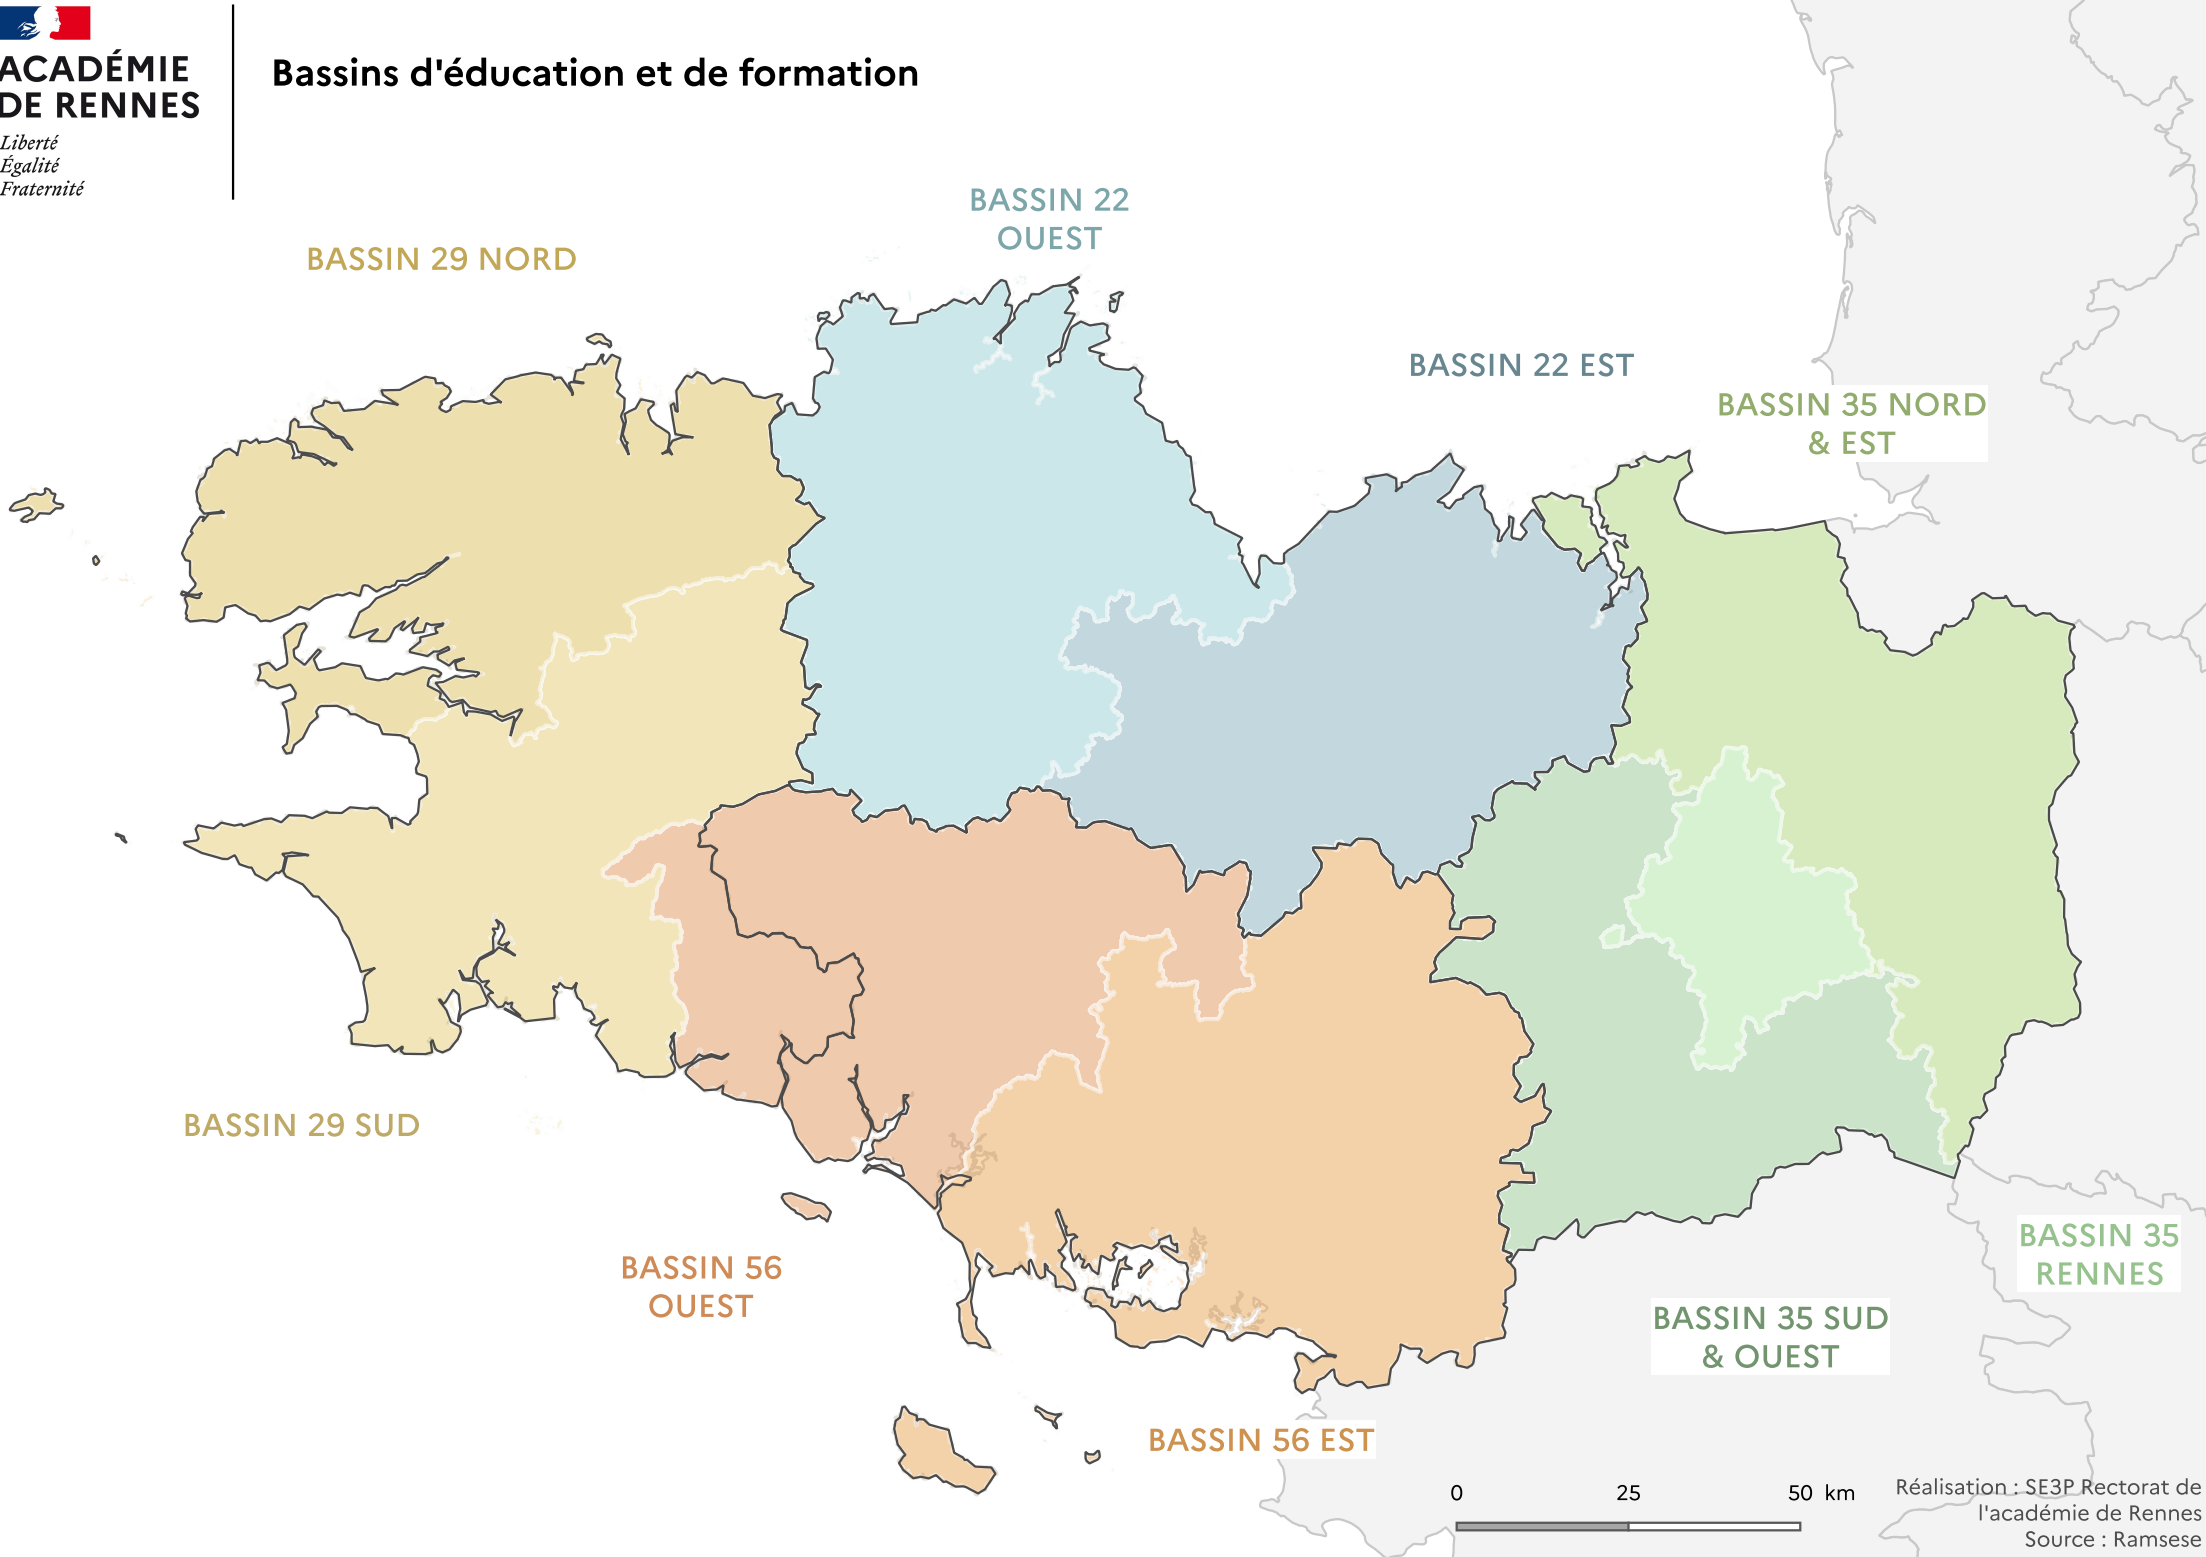 ACADÉMIE
DE RENNES
Liberté
Égalité
Fraternité
Bassins d'éducation et de formation
BASSIN 22
OUEST
BASSIN 29 NORD
BASSIN 22 EST
BASSIN 35 NORD
& EST
BASSIN 29 SUD
BASSIN 56
OUEST
BASSIN 35
RENNES
BASSIN 35 SUD
& OUEST
BASSIN 56 EST
0 25 50 km
Réalisation : SE3P Rectorat de
l'académie de Rennes
Source : Ramsese